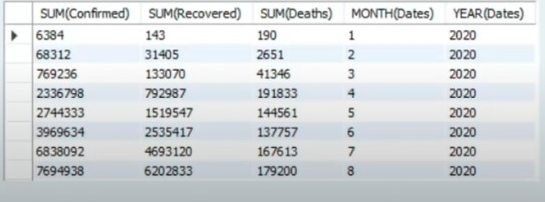 SUM(Confirmed) SUM(Recovered) SUM(Deaths) MONTH(Dates) YEAR(Dates)
6384 143 190 1 2020
68312 31405 2651 2 2020
769236 133070 41346 3 2020
2336798 792987 191833 4 2020
2744333 1519547 144561 5 2020
3969634 2535417 137757 6 2020
6838092 4693120 167613 7 2020
7694938 6202833 179200 8 2020